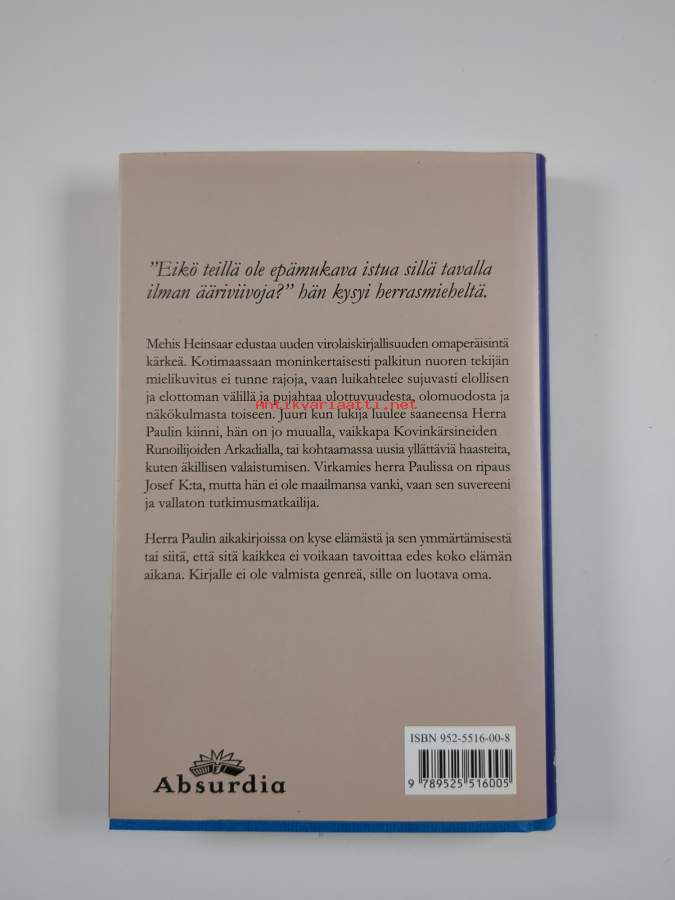 ”Eikö teillä ole epämukava istua sillä tavalla
ilman ääriviivoja?” hän kysyi herrasmieheltä.
Mehis Heinsaar edustaa uuden virolaiskirjallisuuden omaperäisintä
kärkeä. Kotimaassaan moninkertaisesti palkitun nuoren tekijän
mielikuvitus ei tunne rajoja, vaan luikahtelee sujuvasti elollisen
ja elottoman välillä ja pujahtaa ulottuvuudesta, olomuodosta ja
Antikvariaatti.net
näkökulmasta toiseen. Juuri kun lukija luulee saaneensa Herra
Paulin kiinni, hän on jo muualla, vaikkapa Kovinkärsineiden
Runoilijoiden Arkadialla, tai kohtaamassa uusia yllättäviä haasteita,
kuten äkillisen valaistumisen. Virkamies herra Paulissa on ripaus
Josef K:ta, mutta hän ei ole maailmansa vanki, vaan sen suvereeni
ja vallaton tutkimusmatkailija.
Herra Paulin aikakirjoissa on kyse elämästä ja sen ymmärtämisestä
tai siitä, että sitä kaikkea ei voikaan tavoittaa edes koko elämän
aikana. Kirjalle ei ole valmista genreä, sille on luotava oma.
ISBN 952-5516-00-8
9 789525 516005
Absurdia